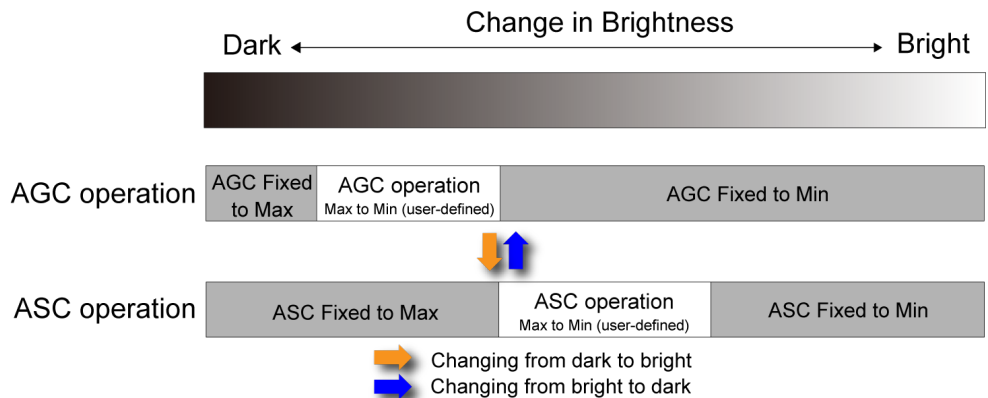 Change in Brightness
Dark
Bright
AGC operation
AGC Fixed
to Max
AGC operation
Max to Min (user-defined)
AGC Fixed to Min
ASC operation
ASC Fixed to Max
ASC operation
Max to Min (user-defined)
ASC Fixed to Min
Changing from dark to bright
Changing from bright to dark